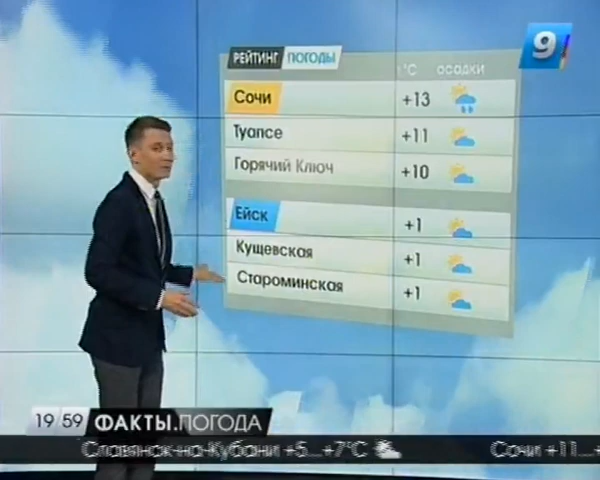 9
РЕЙТИНГ ПОГОДЫ
°C осадки
Сочи +13
Туапсе +11
Горячий Ключ +10
Ейск +1
Кущевская +1
Староминская +1
19 59 ФАКТЫ.ПОГОДА
Славянск-на-Кубани +5...+7°C Сочи +11...+